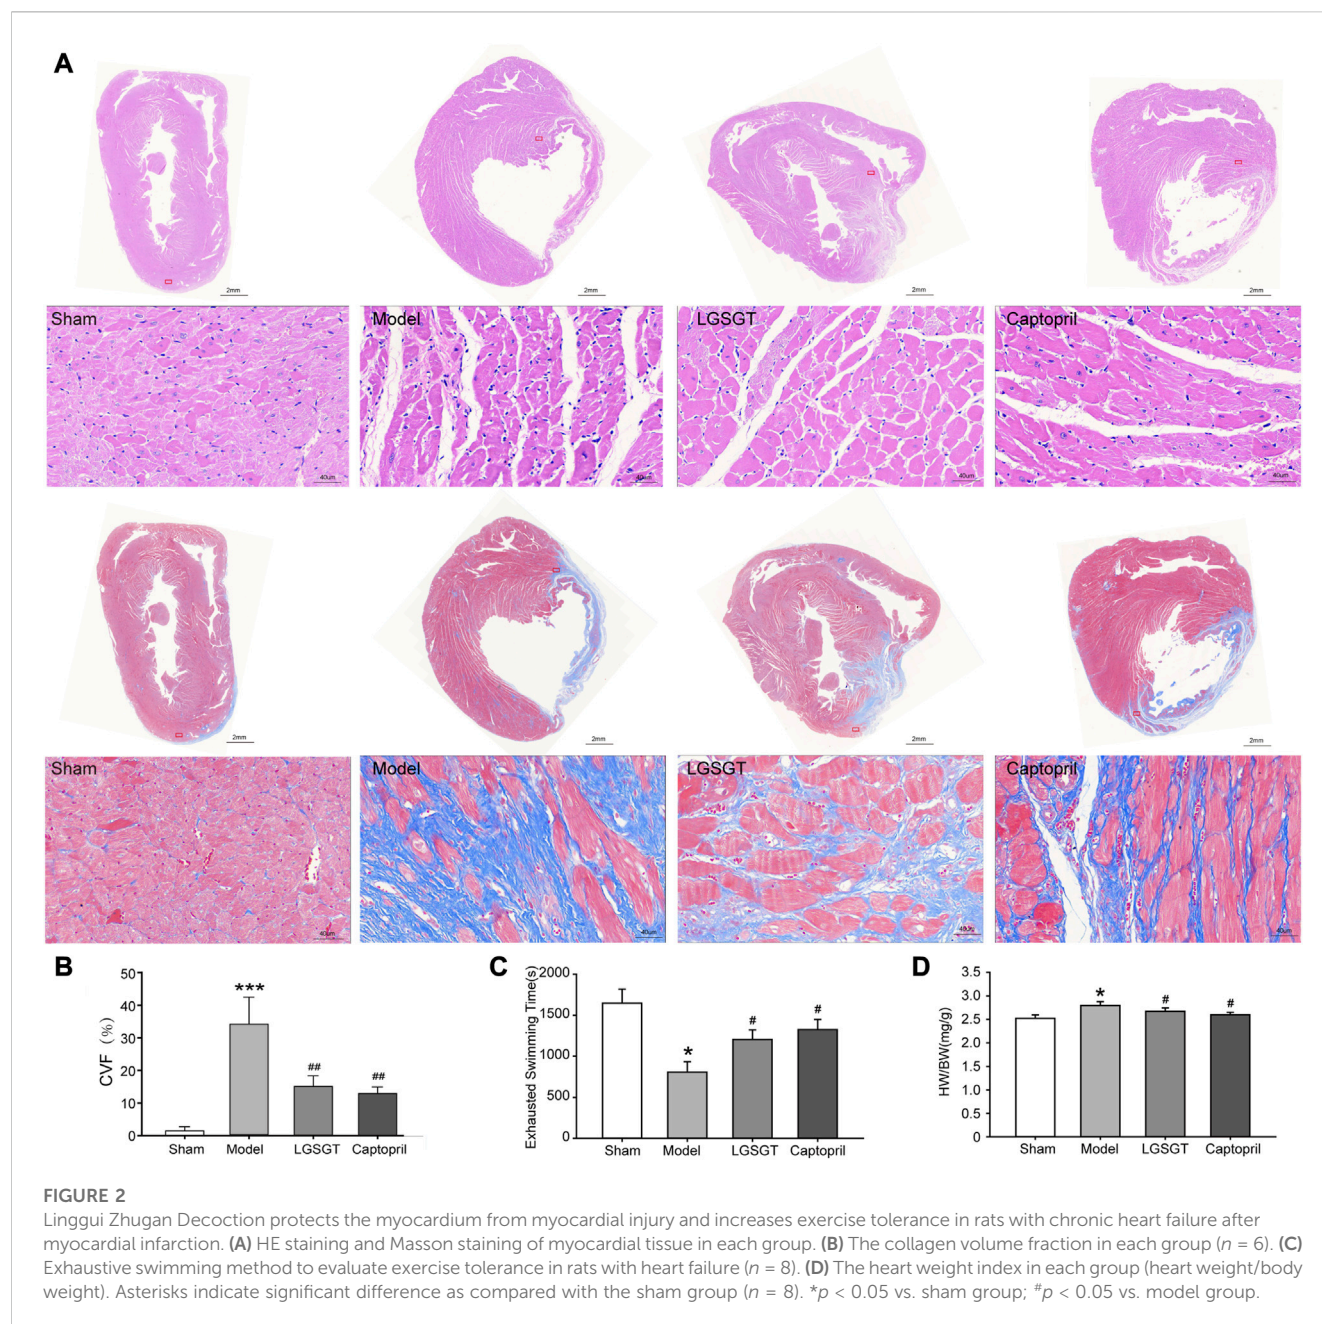 A
2mm 2mm 2mm 2mm
Sham Model LGSGT Captopril
40um 40um 40um 40um
2mm 2mm 2mm 2mm
Sham Model LGSGT Captopril
40um 40um 40um 40um
B
CVF (%)
50
40
30
20
10
0
***
##
##
Sham Model LGSGT Captopril
C
Exhausted Swimming Time(s)
2000
1500
1000
500
0
*
#
#
Sham Model LGSGT Captopril
D
HW/BW(mg/g)
3.5
3.0
2.5
2.0
1.5
1.0
0.5
0
*
#
#
Sham Model LGSGT Captopril
FIGURE 2
Linggui Zhugan Decoction protects the myocardium from myocardial injury and increases exercise tolerance in rats with chronic heart failure after
myocardial infarction. (A) HE staining and Masson staining of myocardial tissue in each group. (B) The collagen volume fraction in each group (n = 6). (C)
Exhaustive swimming method to evaluate exercise tolerance in rats with heart failure (n = 8). (D) The heart weight index in each group (heart weight/body
weight). Asterisks indicate significant difference as compared with the sham group (n = 8). *p < 0.05 vs. sham group; #p < 0.05 vs. model group.